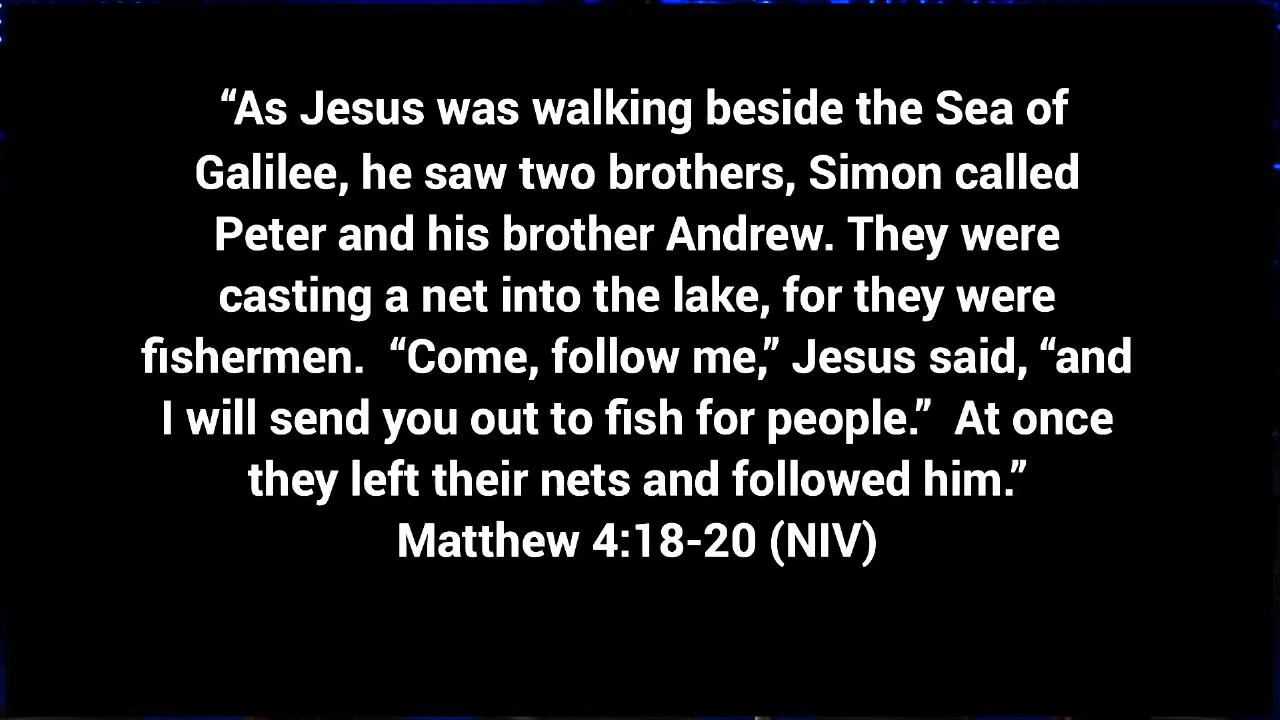 “As Jesus was walking beside the Sea of
Galilee, he saw two brothers, Simon called
Peter and his brother Andrew. They were
casting a net into the lake, for they were
fishermen.  “Come, follow me,” Jesus said, “and
I will send you out to fish for people.”  At once
they left their nets and followed him.”
Matthew 4:18-20 (NIV)